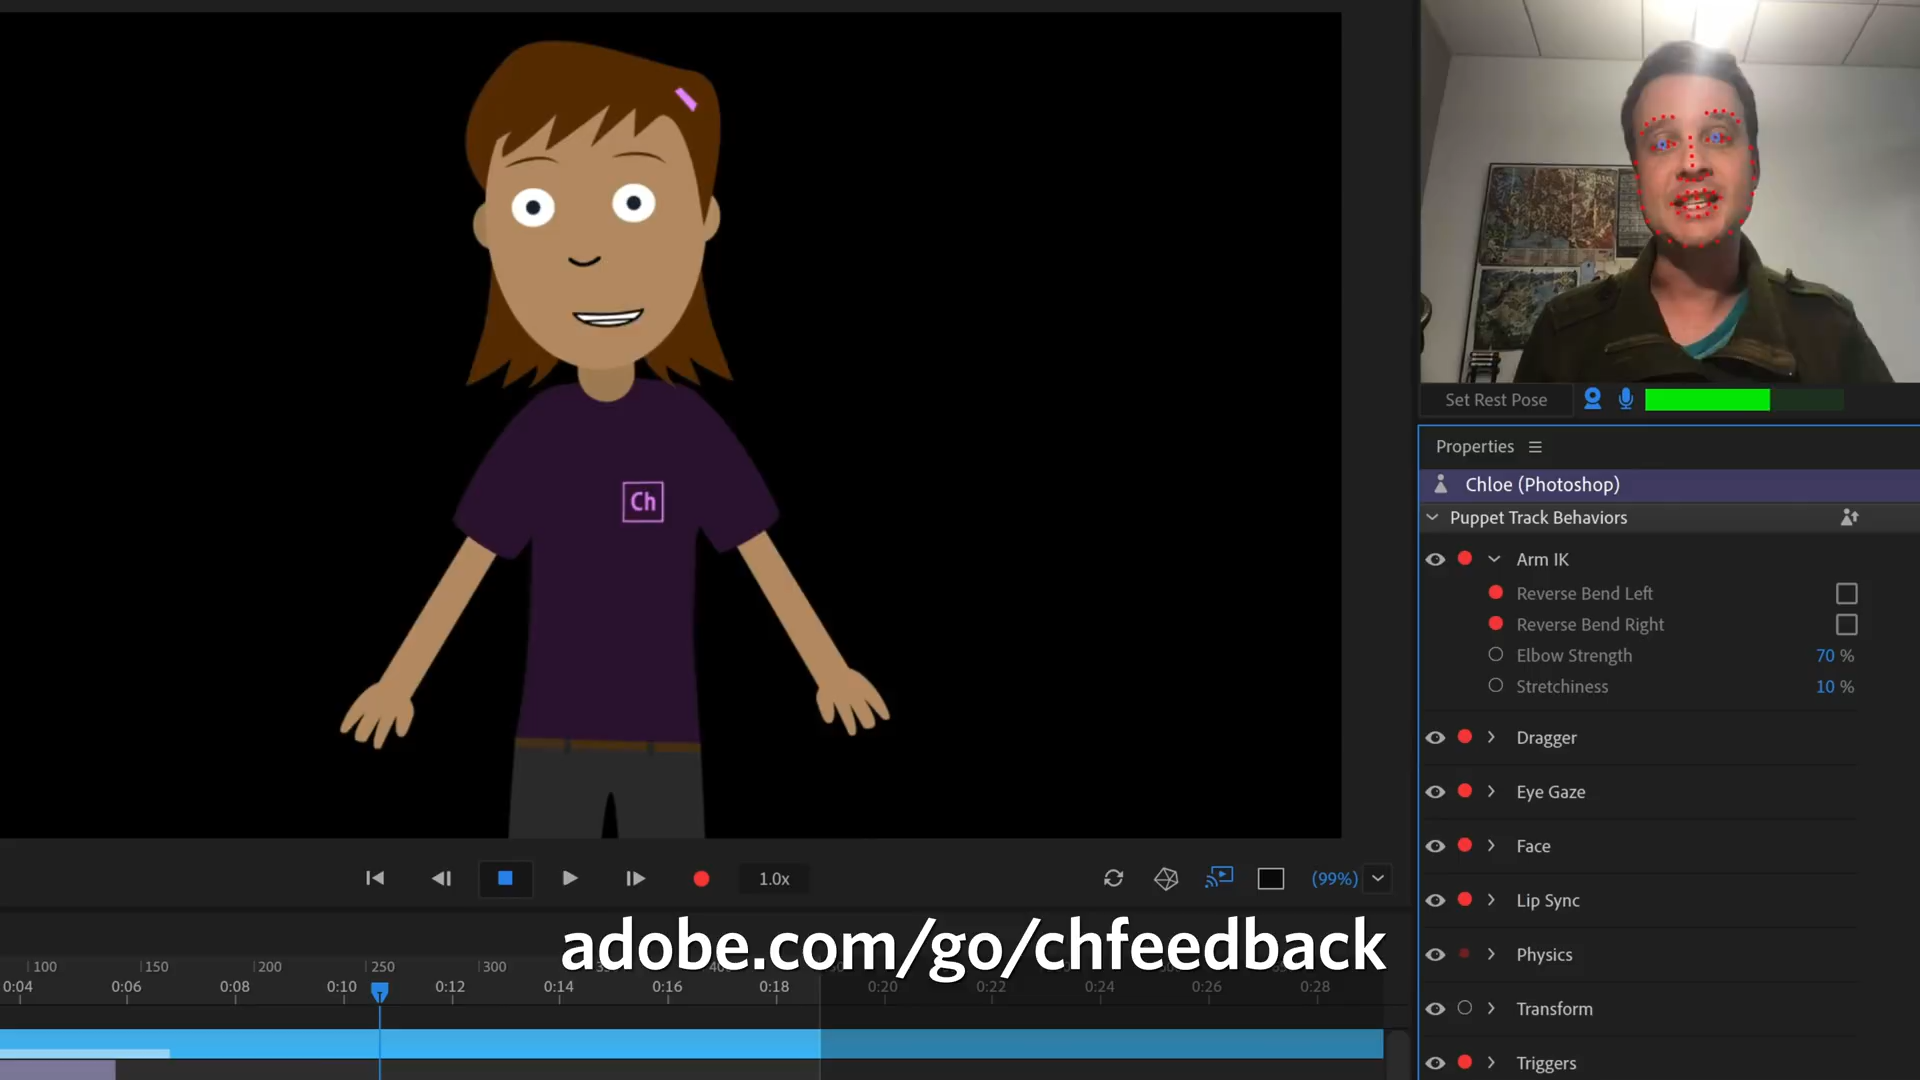 Ch
Set Rest Pose
Properties
Chloe (Photoshop)
Puppet Track Behaviors
Arm IK
Reverse Bend Left
Reverse Bend Right
Elbow Strength 70 %
Stretchiness 10 %
Dragger
Eye Gaze
Face
Lip Sync
Physics
Transform
Triggers
1.0x
(99%)
adobe.com/go/chfeedback
100 150 200 250 300
0:04 0:06 0:08 0:10 0:12 0:14 0:16 0:18 0:20 0:22 0:24 0:26 0:28